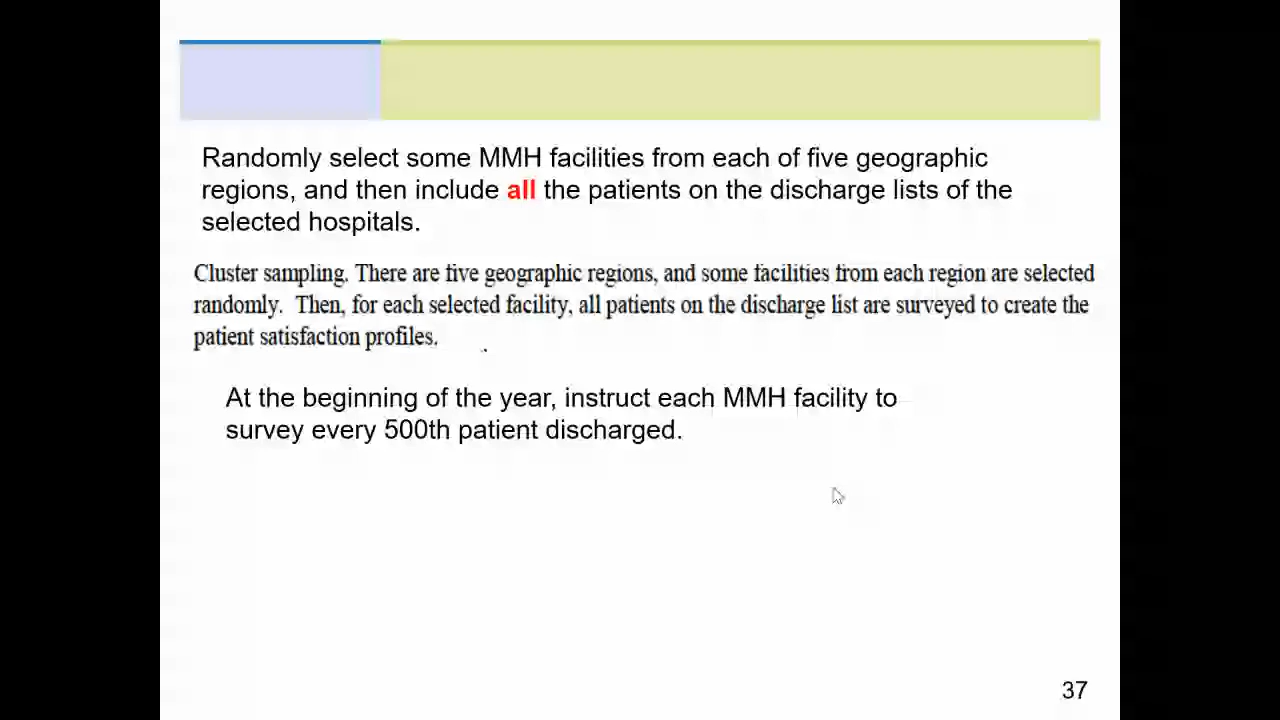 Randomly select some MMH facilities from each of five geographic
regions, and then include all the patients on the discharge lists of the
selected hospitals.
Cluster sampling. There are five geographic regions, and some facilities from each region are selected
randomly. Then, for each selected facility, all patients on the discharge list are surveyed to create the
patient satisfaction profiles.
At the beginning of the year, instruct each MMH facility to
survey every 500th patient discharged.
37